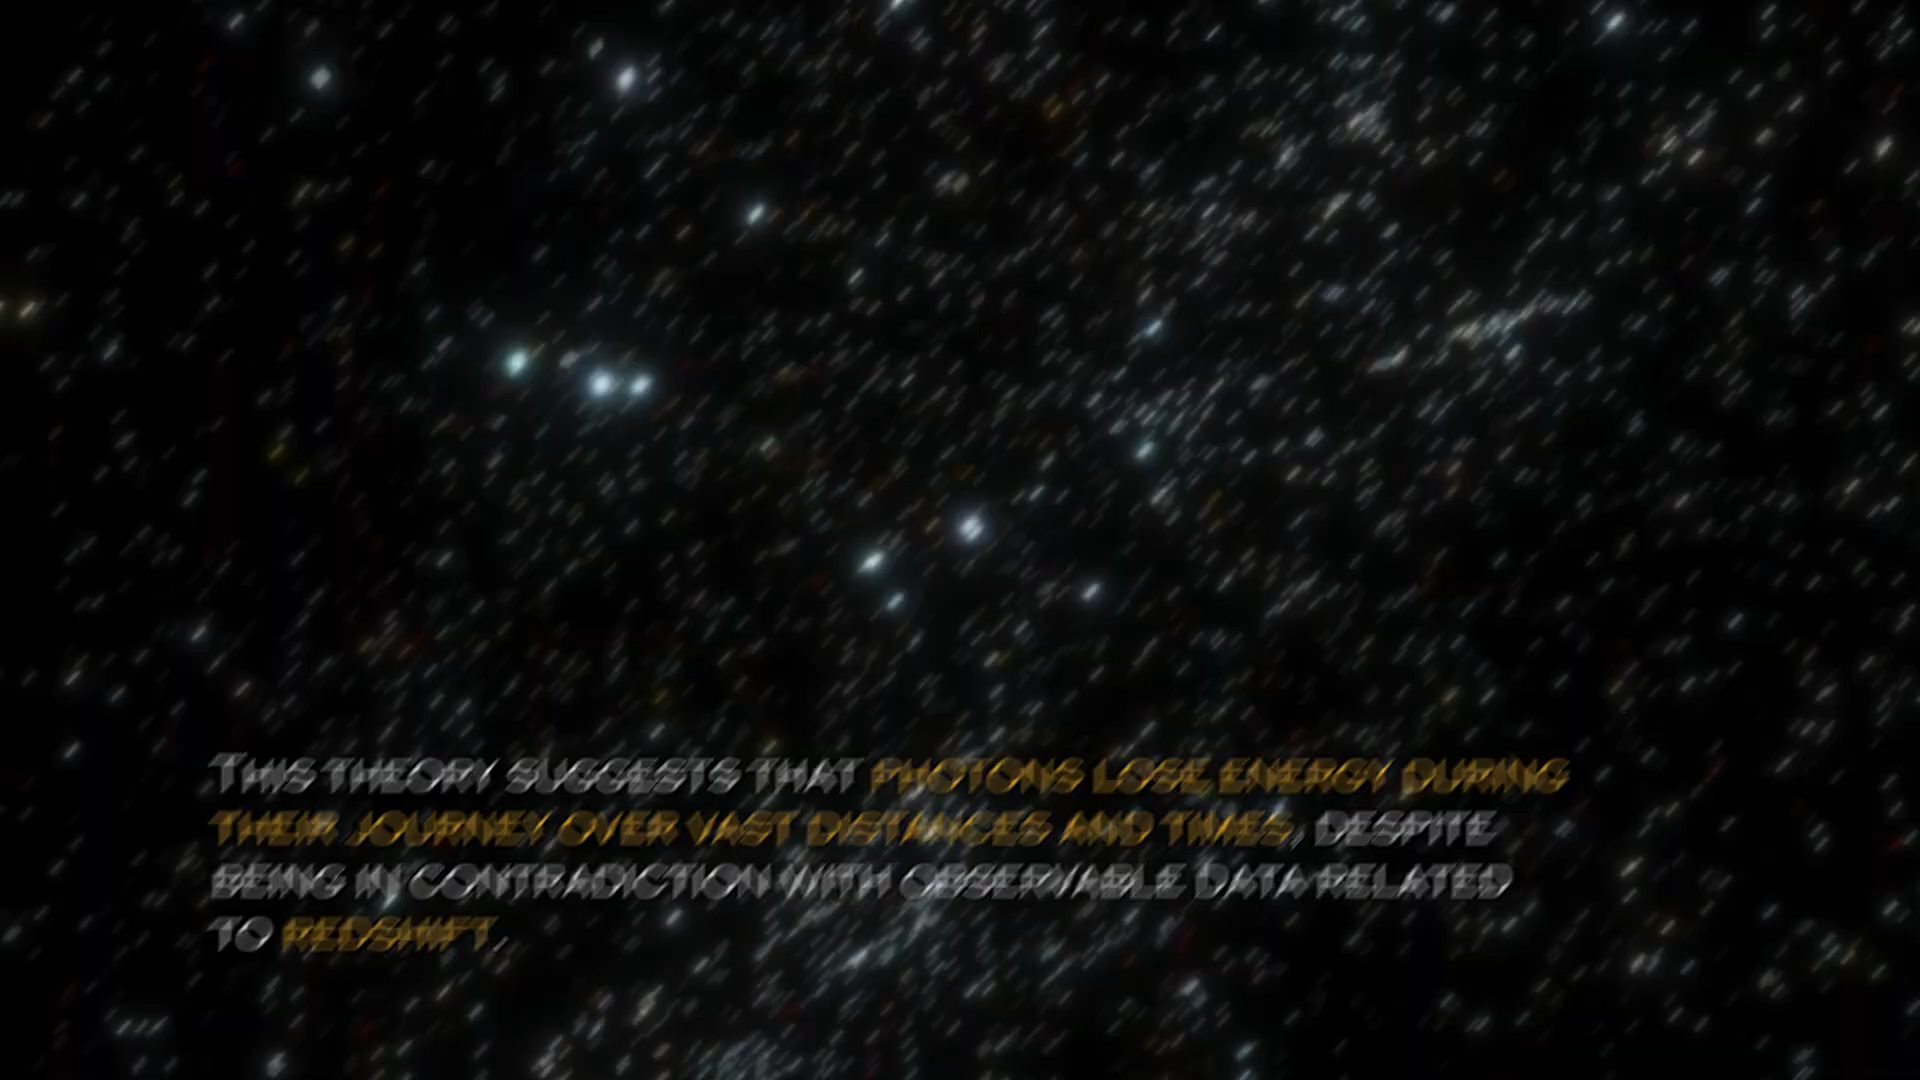 This theory suggests that photons lose energy during
their journey over vast distances and times, despite
being in contradiction with observable data related
to redshift.